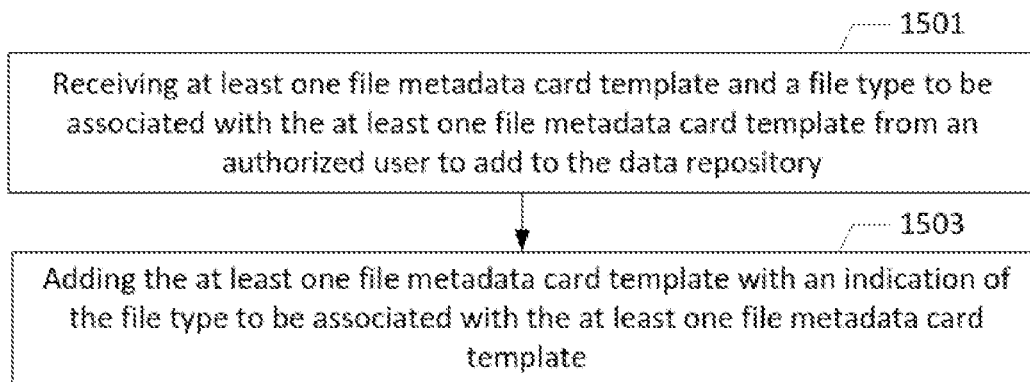 1501
Receiving at least one file metadata card template and a file type to be
associated with the at least one file metadata card template from an
authorized user to add to the data repository
1503
Adding the at least one file metadata card template with an indication of
the file type to be associated with the at least one file metadata card
template